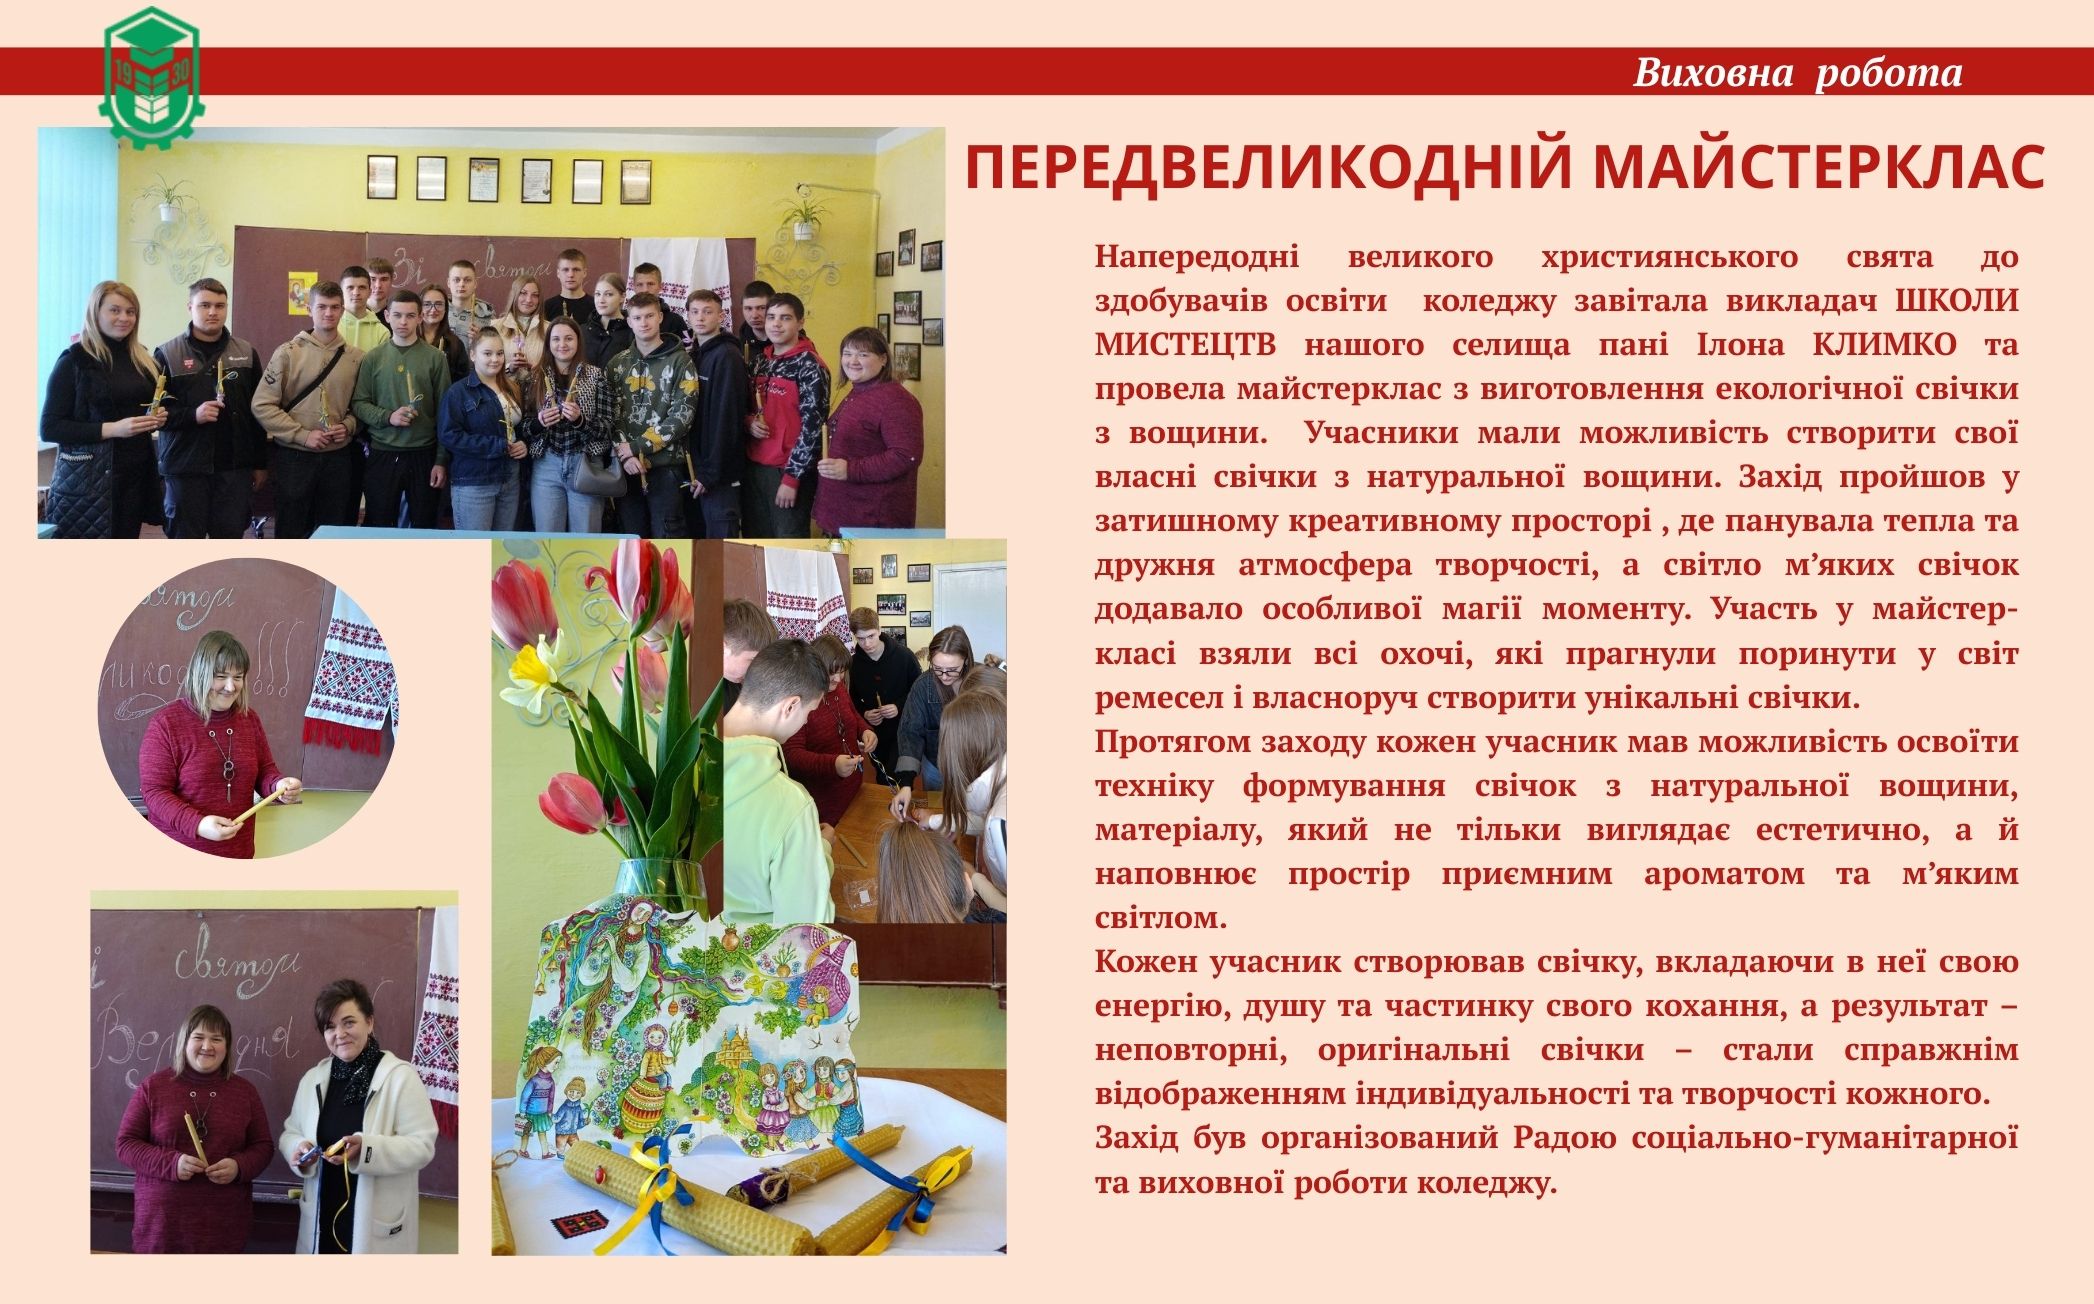 1930
Виховна робота
ПЕРЕДВЕЛИКОДНІЙ МАЙСТЕРКЛАС
Напередодні великого християнського свята до
здобувачів освіти коледжу завітала викладач ШКОЛИ
МИСТЕЦТВ нашого селища пані Ілона КЛИМКО та
провела майстерклас з виготовлення екологічної свічки
з вощини. Учасники мали можливість створити свої
власні свічки з натуральної вощини. Захід пройшов у
затишному креативному просторі , де панувала тепла та
дружня атмосфера творчості, а світло м’яких свічок
додавало особливої магії моменту. Участь у майстер-
класі взяли всі охочі, які прагнули поринути у світ
ремесел і власноруч створити унікальні свічки.
Протягом заходу кожен учасник мав можливість освоїти
техніку формування свічок з натуральної вощини,
матеріалу, який не тільки виглядає естетично, а й
наповнює простір приємним ароматом та м’яким
світлом.
Кожен учасник створював свічку, вкладаючи в неї свою
енергію, душу та частинку свого кохання, а результат –
неповторні, оригінальні свічки – стали справжнім
відображенням індивідуальності та творчості кожного.
Захід був організований Радою соціально-гуманітарної
та виховної роботи коледжу.
Зі святом
святом